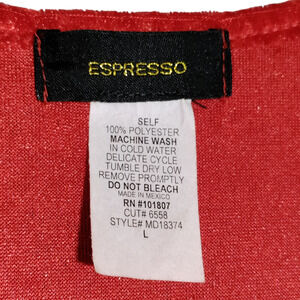 ESPRESSO
SELF
100% POLYESTER
MACHINE WASH
IN COLD WATER
DELICATE CYCLE
TUMBLE DRY LOW
REMOVE PROMPTLY
DO NOT BLEACH
MADE IN MEXICO
RN #101807
CUT# 6558
STYLE# MD18374
L